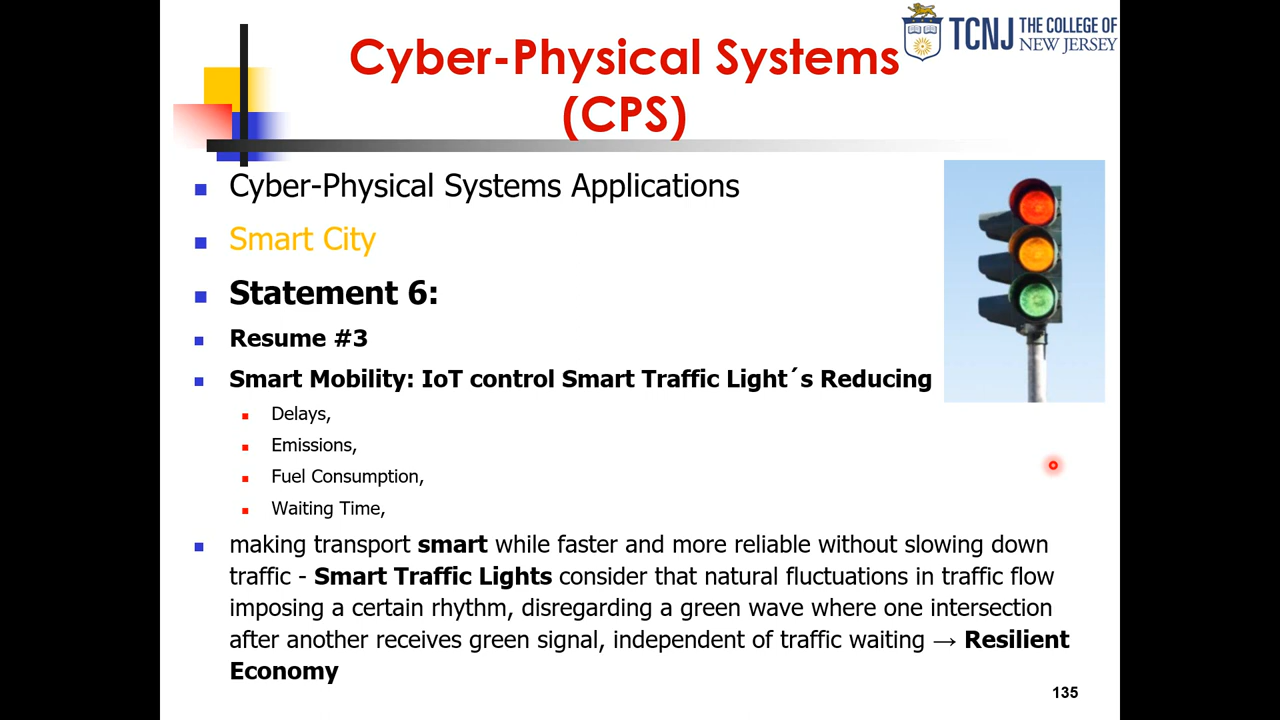 TCNJ THE COLLEGE OF
NEW JERSEY
Cyber-Physical Systems
(CPS)
Cyber-Physical Systems Applications
Smart City
Statement 6:
Resume #3
Smart Mobility: IoT control Smart Traffic Light´s Reducing
Delays,
Emissions,
Fuel Consumption,
Waiting Time,
making transport smart while faster and more reliable without slowing down
traffic - Smart Traffic Lights consider that natural fluctuations in traffic flow
imposing a certain rhythm, disregarding a green wave where one intersection
after another receives green signal, independent of traffic waiting → Resilient
Economy
135